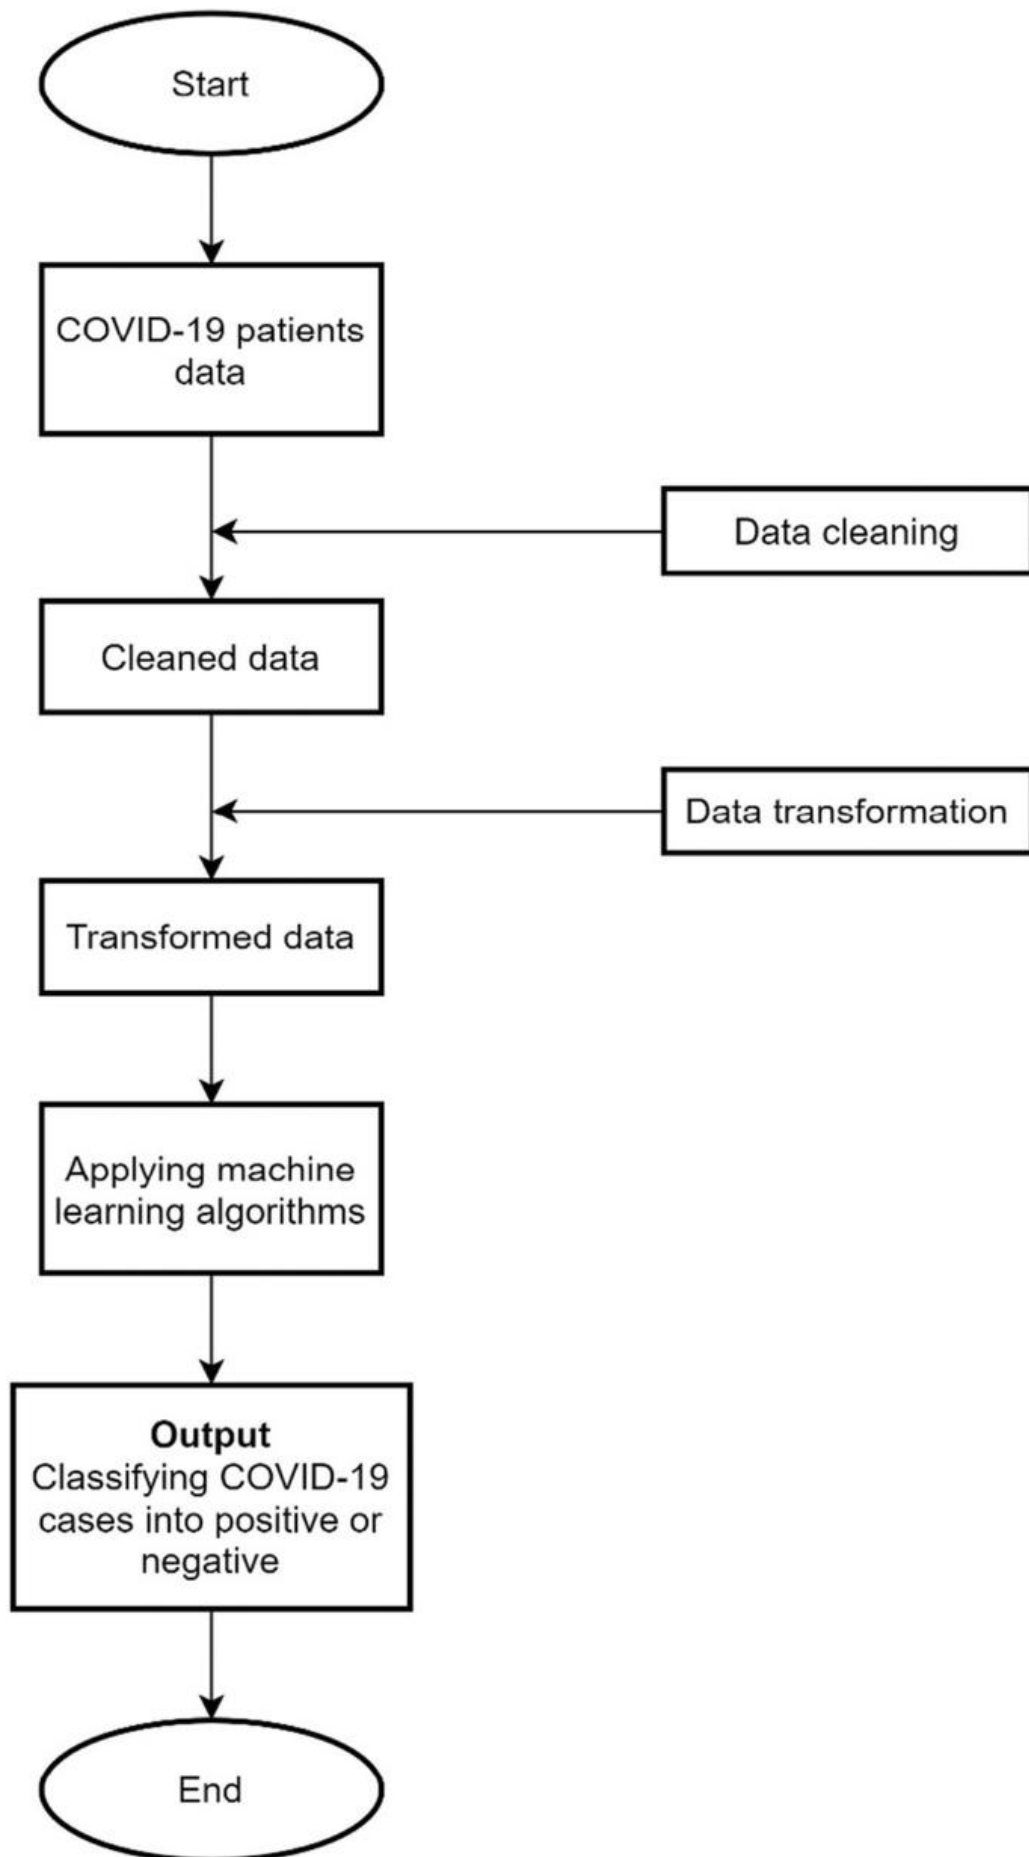 Start
COVID-19 patients
data
Data cleaning
Cleaned data
Data transformation
Transformed data
Applying machine
learning algorithms
Output
Classifying COVID-19
cases into positive or
negative
End